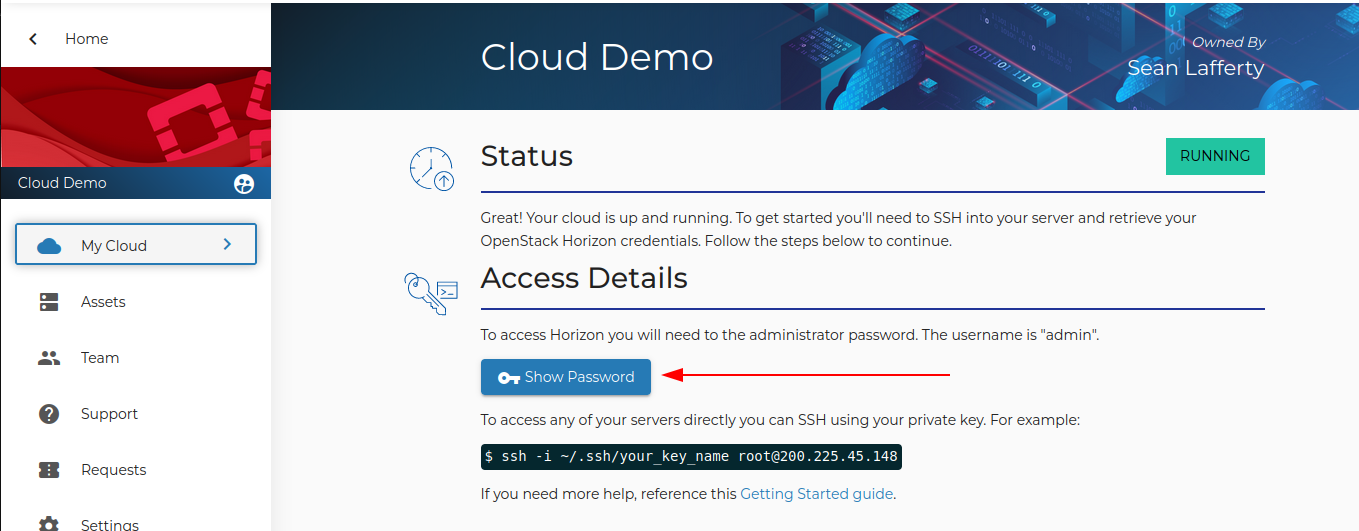 Home
Cloud Demo
Owned By
Sean Lafferty
Cloud Demo
My Cloud
Assets
Team
Support
Requests
Settings
Status
RUNNING
Great! Your cloud is up and running. To get started you'll need to SSH into your server and retrieve your
OpenStack Horizon credentials. Follow the steps below to continue.
Access Details
To access Horizon you will need to the administrator password. The username is "admin".
Show Password
To access any of your servers directly you can SSH using your private key. For example:
$ ssh -i ~/.ssh/your_key_name root@200.225.45.148
If you need more help, reference this Getting Started guide.